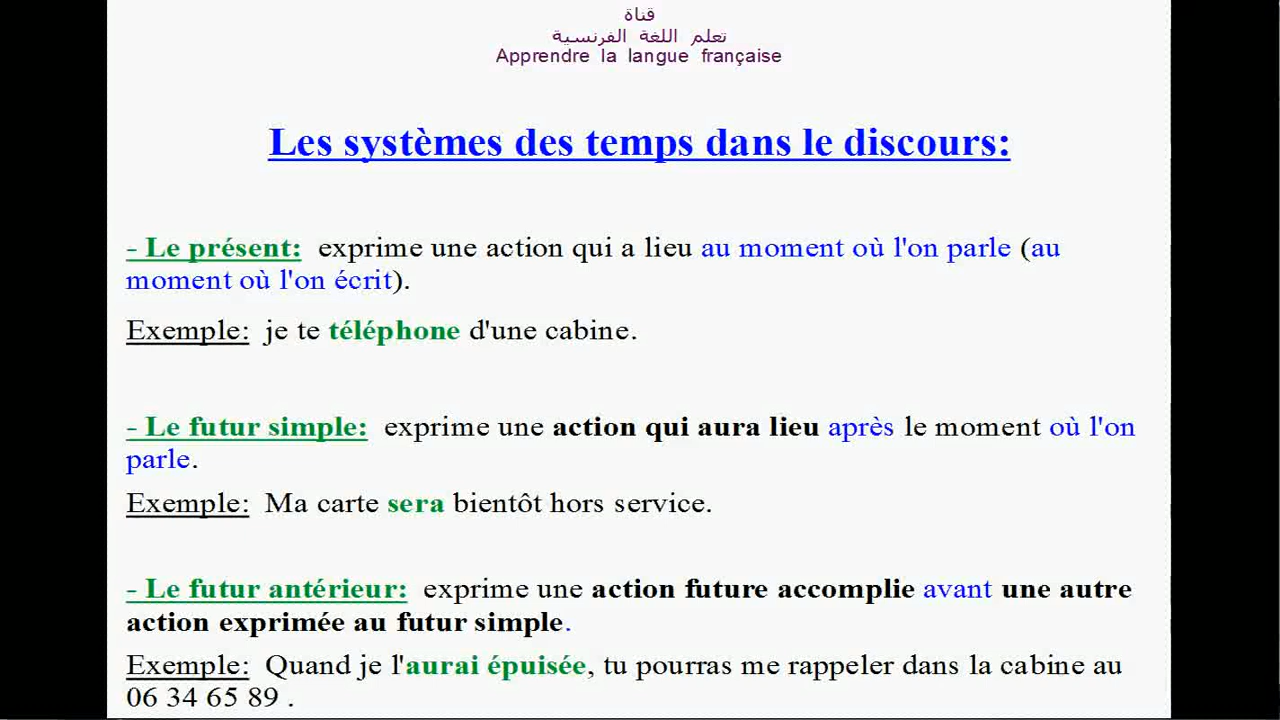 قناة
تعلم اللغة الفرنسية
Apprendre la langue française
Les systèmes des temps dans le discours:
- Le présent: exprime une action qui a lieu au moment où l'on parle (au
moment où l'on écrit).
Exemple: je te téléphone d'une cabine.
- Le futur simple: exprime une action qui aura lieu après le moment où l'on
parle.
Exemple: Ma carte sera bientôt hors service.
- Le futur antérieur: exprime une action future accomplie avant une autre
action exprimée au futur simple.
Exemple: Quand je l'aurai épuisée, tu pourras me rappeler dans la cabine au
06 34 65 89 .